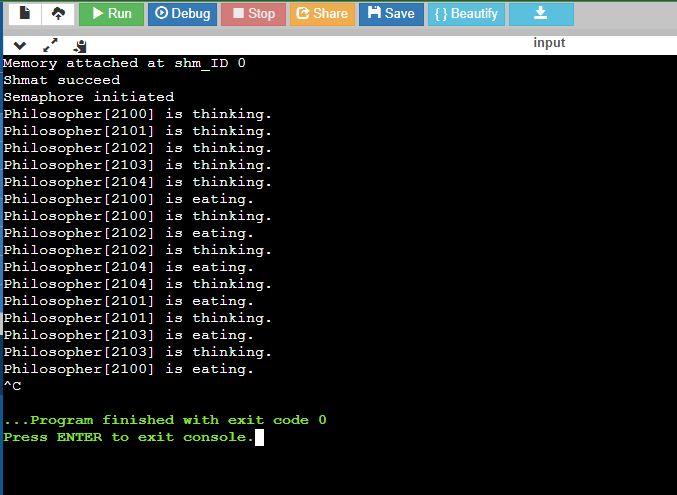 Run Debug Stop Share Save { } Beautify
input
Memory attached at shm_ID 0
Shmat succeed
Semaphore initiated
Philosopher[2100] is thinking.
Philosopher[2101] is thinking.
Philosopher[2102] is thinking.
Philosopher[2103] is thinking.
Philosopher[2104] is thinking.
Philosopher[2100] is eating.
Philosopher[2100] is thinking.
Philosopher[2102] is eating.
Philosopher[2102] is thinking.
Philosopher[2104] is eating.
Philosopher[2104] is thinking.
Philosopher[2101] is eating.
Philosopher[2101] is thinking.
Philosopher[2103] is eating.
Philosopher[2103] is thinking.
Philosopher[2100] is eating.
^C
...Program finished with exit code 0
Press ENTER to exit console.